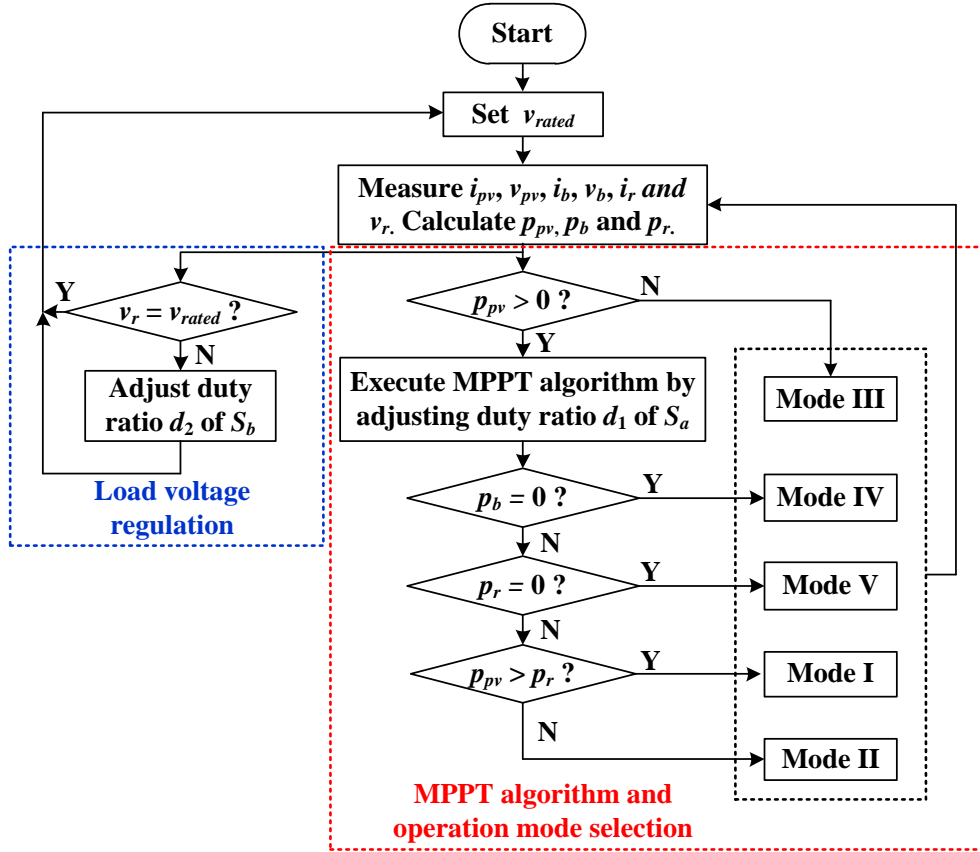 Start
Set v_rated
Measure i_pv, v_pv, i_b, v_b, i_r and
v_r. Calculate p_pv, p_b and p_r.
Y
v_r = v_rated ?
N
Adjust duty
ratio d_2 of S_b
Load voltage
regulation
p_pv > 0 ?
N
Y
Execute MPPT algorithm by
adjusting duty ratio d_1 of S_a
Mode III
p_b = 0 ?
Y
Mode IV
N
p_r = 0 ?
Y
Mode V
N
p_pv > p_r ?
Y
Mode I
N
Mode II
MPPT algorithm and
operation mode selection